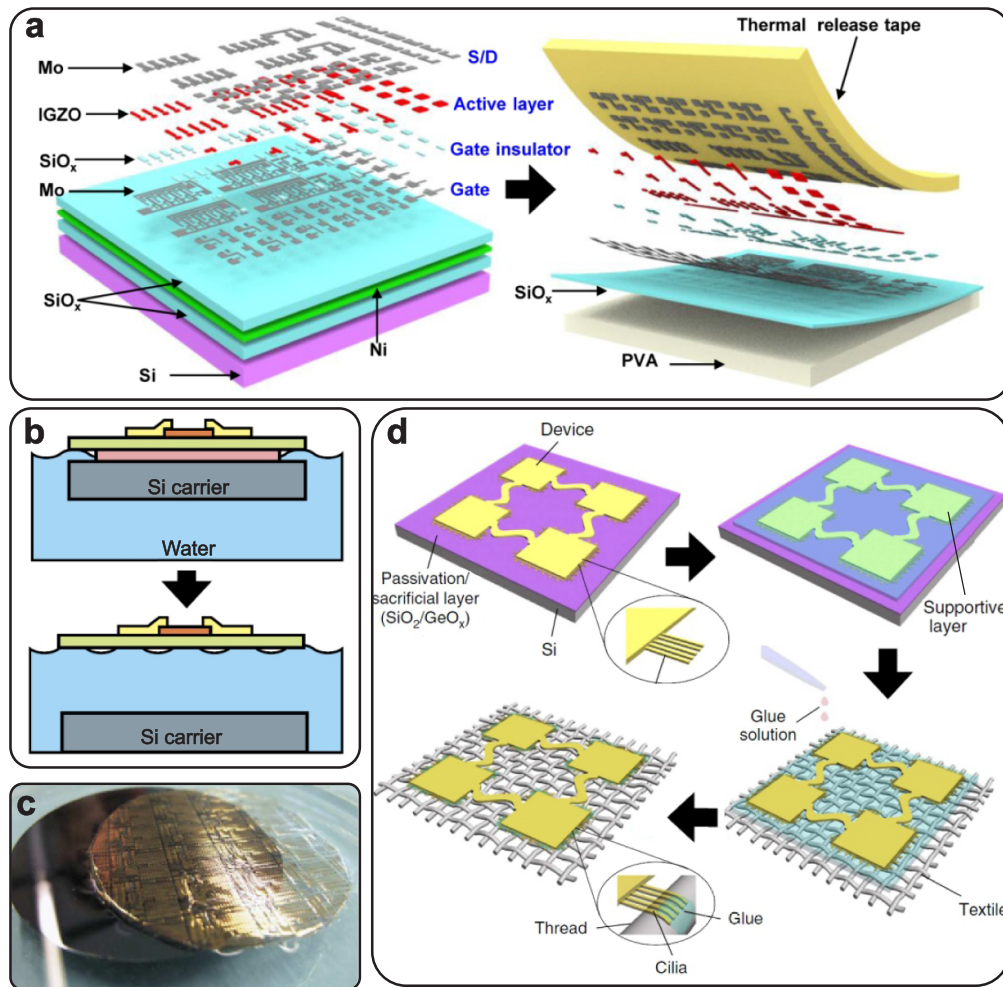 a
Mo
IGZO
SiOx
Mo
S/D
Active layer
Gate insulator
Gate
SiOx
Ni
Si
Thermal release tape
SiOx
PVA
b
Si carrier
Water
Si carrier
c
d
Device
Passivation/
sacrificial layer
(SiO2/GeOx)
Si
Supportive
layer
Glue
solution
Textile
Thread
Glue
Cilia